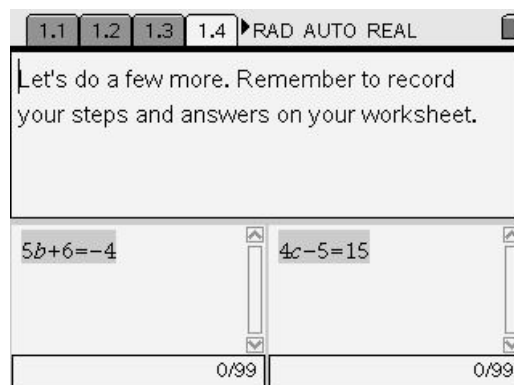 1.1 1.2 1.3 1.4 RAD AUTO REAL
Let's do a few more. Remember to record
your steps and answers on your worksheet.
5b+6=-4 4c-5=15
0/99 0/99